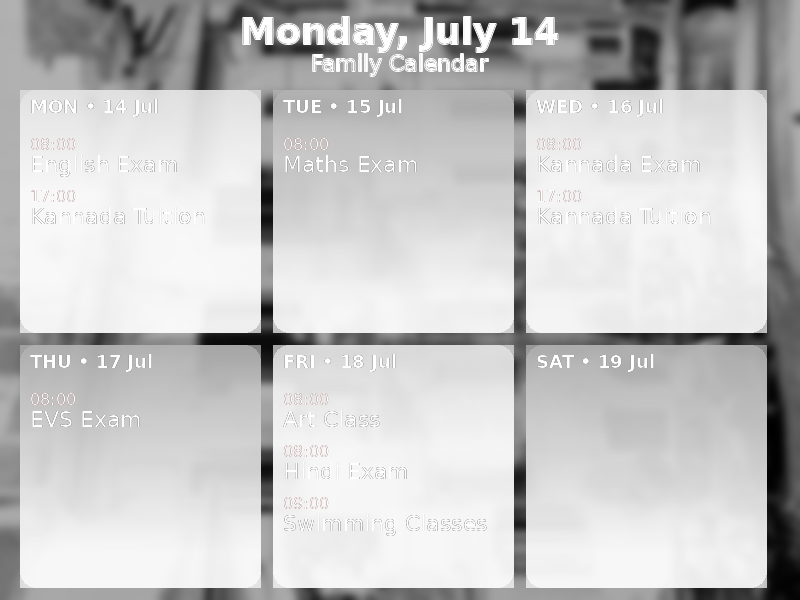 Monday, July 14
Family Calendar
MON • 14 Jul
08:00
English Exam
17:00
Kannada Tuition
TUE • 15 Jul
08:00
Maths Exam
WED • 16 Jul
08:00
Kannada Exam
17:00
Kannada Tuition
THU • 17 Jul
08:00
EVS Exam
FRI • 18 Jul
08:00
Art Class
08:00
Hindi Exam
09:00
Swimming Classes
SAT • 19 Jul